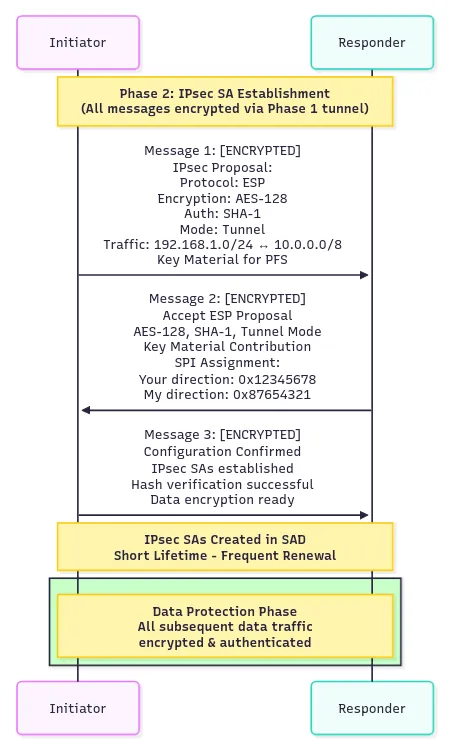 Initiator
Responder
Phase 2: IPsec SA Establishment
(All messages encrypted via Phase 1 tunnel)
Message 1: [ENCRYPTED]
IPsec Proposal:
Protocol: ESP
Encryption: AES-128
Auth: SHA-1
Mode: Tunnel
Traffic: 192.168.1.0/24 ↔ 10.0.0.0/8
Key Material for PFS
Message 2: [ENCRYPTED]
Accept ESP Proposal
AES-128, SHA-1, Tunnel Mode
Key Material Contribution
SPI Assignment:
Your direction: 0x12345678
My direction: 0x87654321
Message 3: [ENCRYPTED]
Configuration Confirmed
IPsec SAs established
Hash verification successful
Data encryption ready
IPsec SAs Created in SAD
Short Lifetime - Frequent Renewal
Data Protection Phase
All subsequent data traffic
encrypted & authenticated
Initiator
Responder